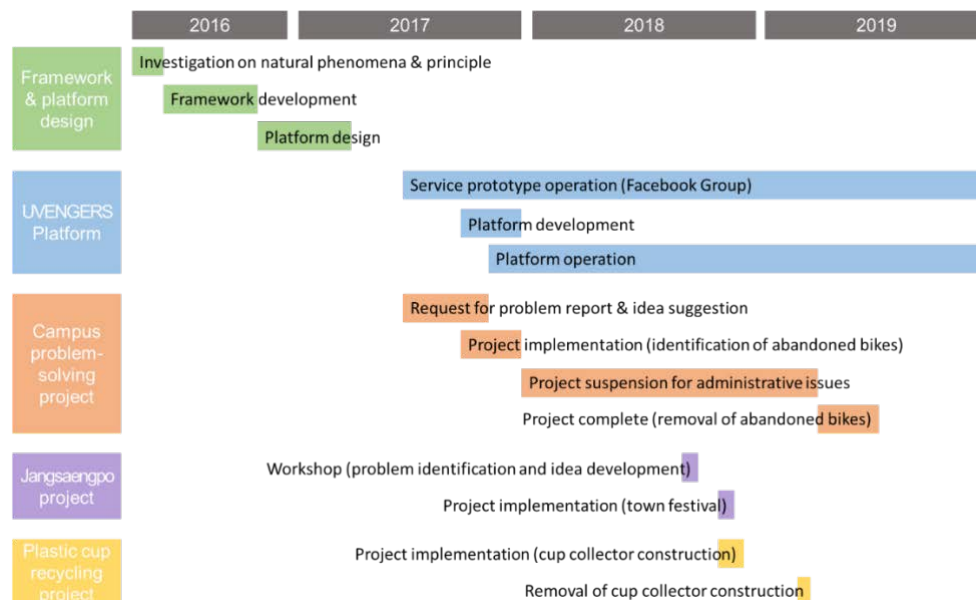 2016 2017 2018 2019
Framework
& platform
design
Investigation on natural phenomena & principle
Framework development
Platform design
UVENGERS
Platform
Service prototype operation (Facebook Group)
Platform development
Platform operation
Campus
problem-
solving
project
Request for problem report & idea suggestion
Project implementation (identification of abandoned bikes)
Project suspension for administrative issues
Project complete (removal of abandoned bikes)
Jangsaengpo
project
Workshop (problem identification and idea development)
Project implementation (town festival)
Plastic cup
recycling
project
Project implementation (cup collector construction)
Removal of cup collector construction